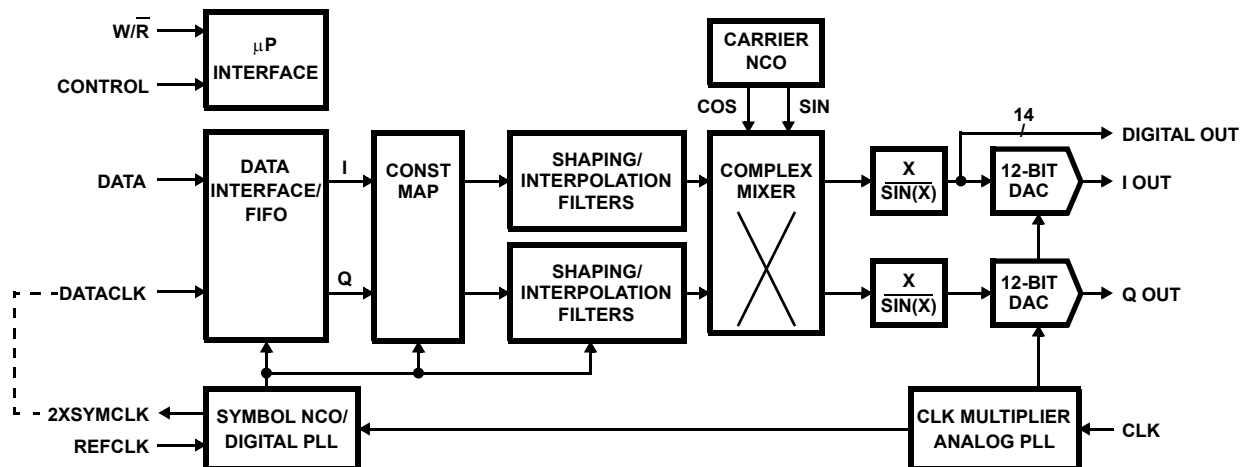 W/R̅
CONTROL
μP
INTERFACE
CARRIER
NCO
COS
SIN
DATA
DATACLK
DATA
INTERFACE/
FIFO
I
Q
CONST
MAP
SHAPING/
INTERPOLATION
FILTERS
SHAPING/
INTERPOLATION
FILTERS
COMPLEX
MIXER
X
SIN(X)
X
SIN(X)
14
12-BIT
DAC
12-BIT
DAC
DIGITAL OUT
I OUT
Q OUT
2XSYMCLK
REFCLK
SYMBOL NCO/
DIGITAL PLL
CLK MULTIPLIER
ANALOG PLL
CLK